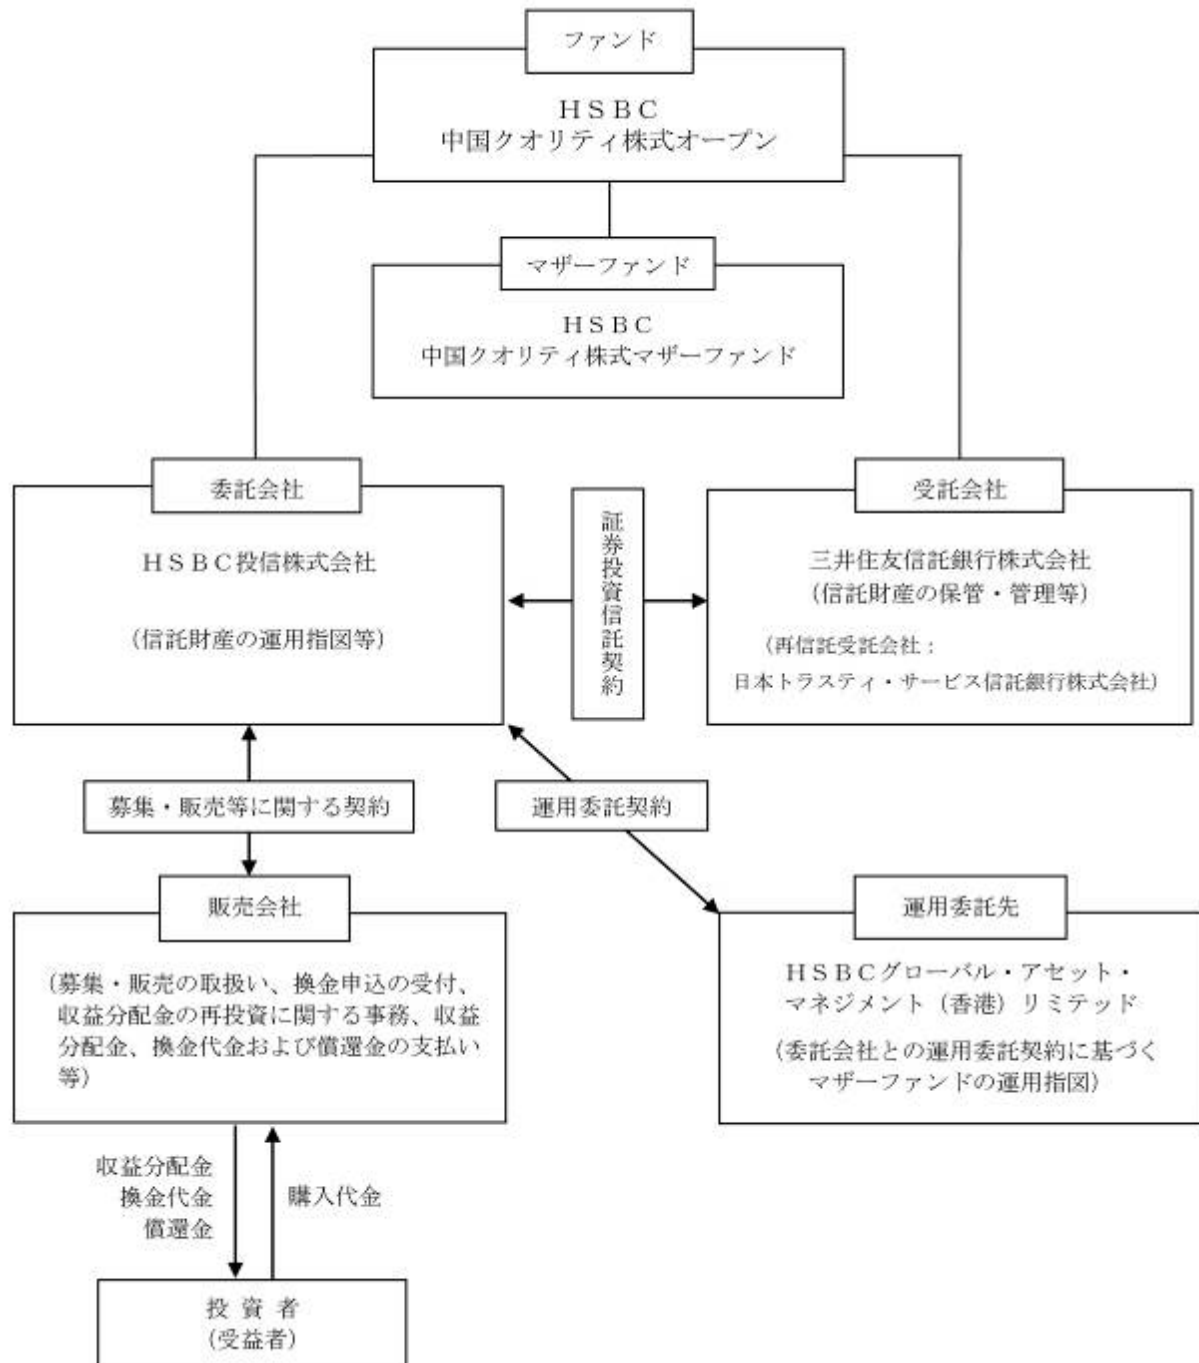 ファンド
HSBC
中国クオリティ株式オープン
マザーファンド
HSBC
中国クオリティ株式マザーファンド
委託会社
HSBC投信株式会社
(信託財産の運用指図等)
証券投資信託契約
受託会社
三井住友信託銀行株式会社
(信託財産の保管・管理等)
(再信託受託会社:
日本トラスティ・サービス信託銀行株式会社)
募集・販売等に関する契約
運用委託契約
販売会社
(募集・販売の取扱い、換金申込の受付、
収益分配金の再投資に関する事務、収益
分配金、換金代金および償還金の支払い
等)
運用委託先
HSBCグローバル・アセット・
マネジメント(香港)リミテッド
(委託会社との運用委託契約に基づく
マザーファンドの運用指図)
収益分配金
換金代金
償還金
購入代金
投資者
(受益者)